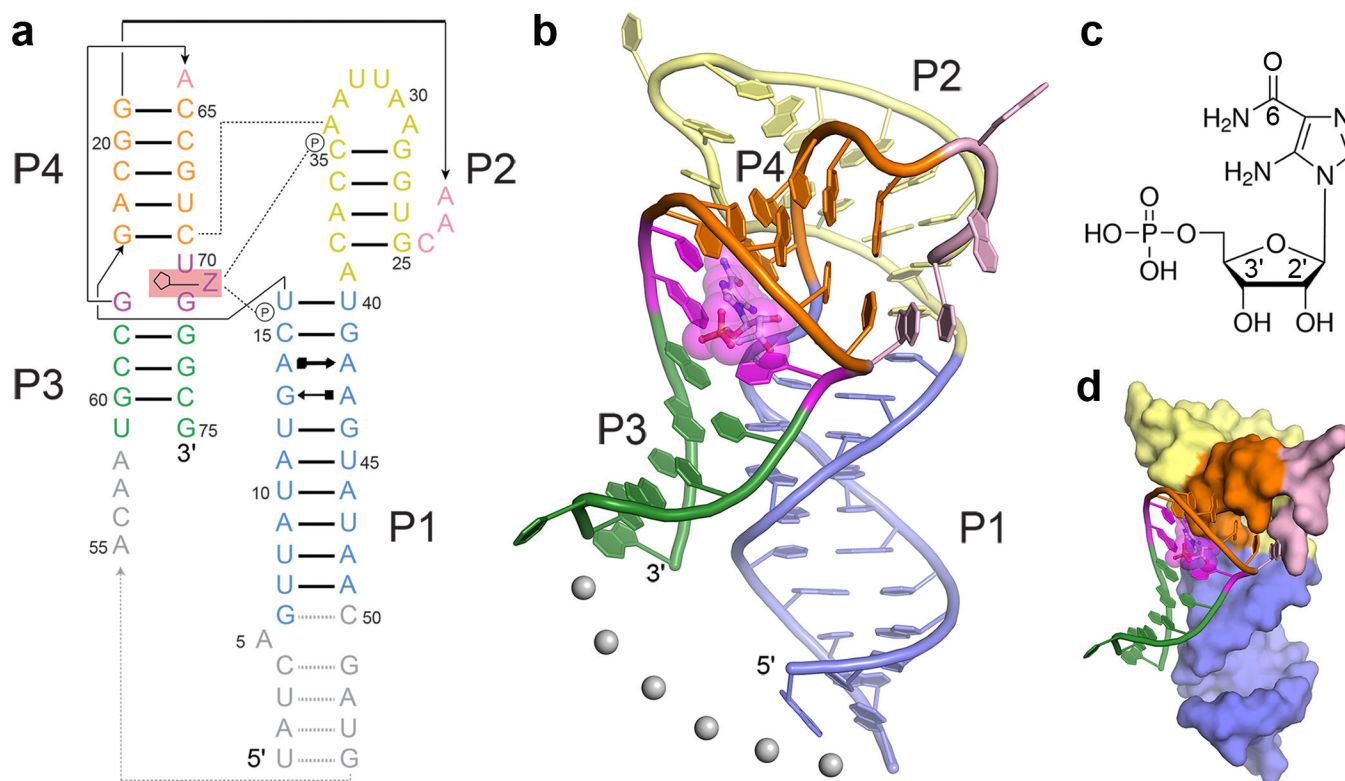 a
A U U
A A A 30
G C 65 A A
20 G C P 35 C G
P4 C G C G A P2
A U A U A
G C C G C
25
U 70 A
Z
G G P U U 40
C G 15 C G
C G A A
P3 60 G C G A
U G 75 U G
3'
A A U 45
A 10 U A
C A U P1
55 A U A
U A
G C 50
5 A
C G
U A
A U
5' U G
b
P2
P4
P3
P1
3'
5'
c
O
6
H₂N N
H₂N N
O
HO P O O
OH 3' 2'
OH OH
d